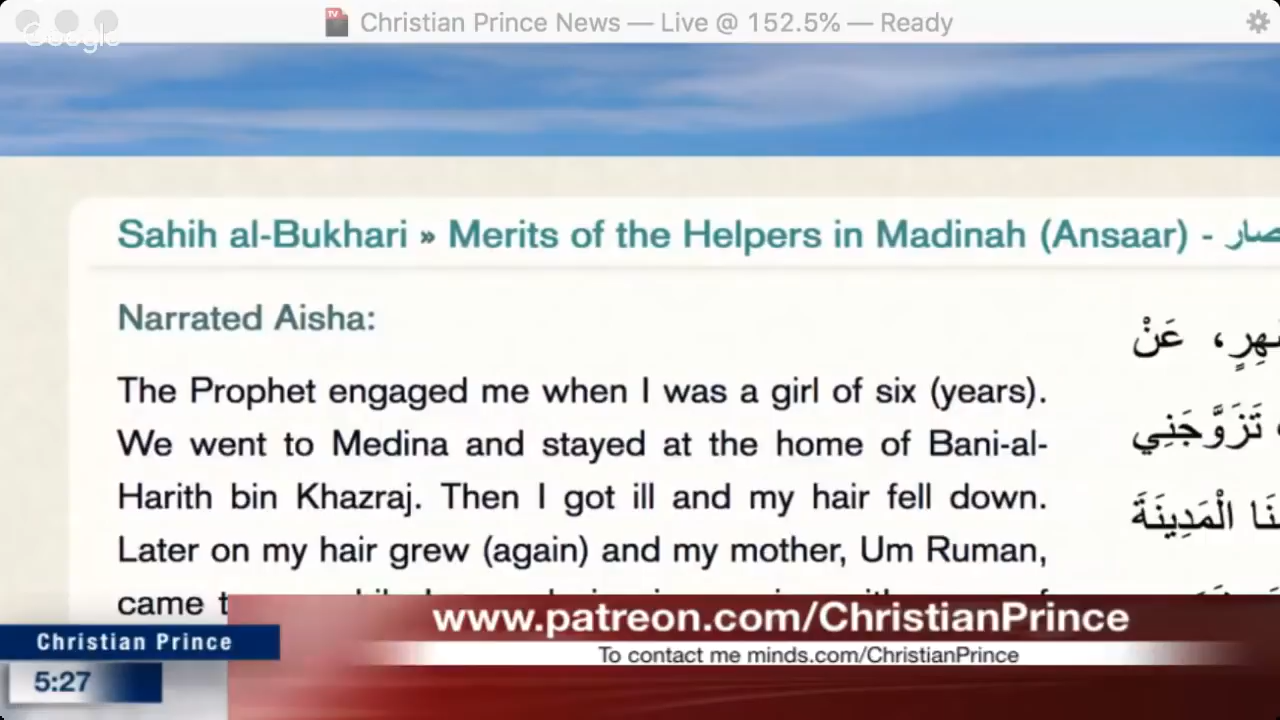 Google
Christian Prince News — Live @ 152.5% — Ready
Sahih al-Bukhari » Merits of the Helpers in Madinah (Ansaar) -
Narrated Aisha:
The Prophet engaged me when I was a girl of six (years).
We went to Medina and stayed at the home of Bani-al-
Harith bin Khazraj. Then I got ill and my hair fell down.
Later on my hair grew (again) and my mother, Um Ruman,
came
عَنْ
تَزَوَّجَنِي
الْمَدِينَةَ
www.patreon.com/ChristianPrince
To contact me minds.com/ChristianPrince
Christian Prince
5:27